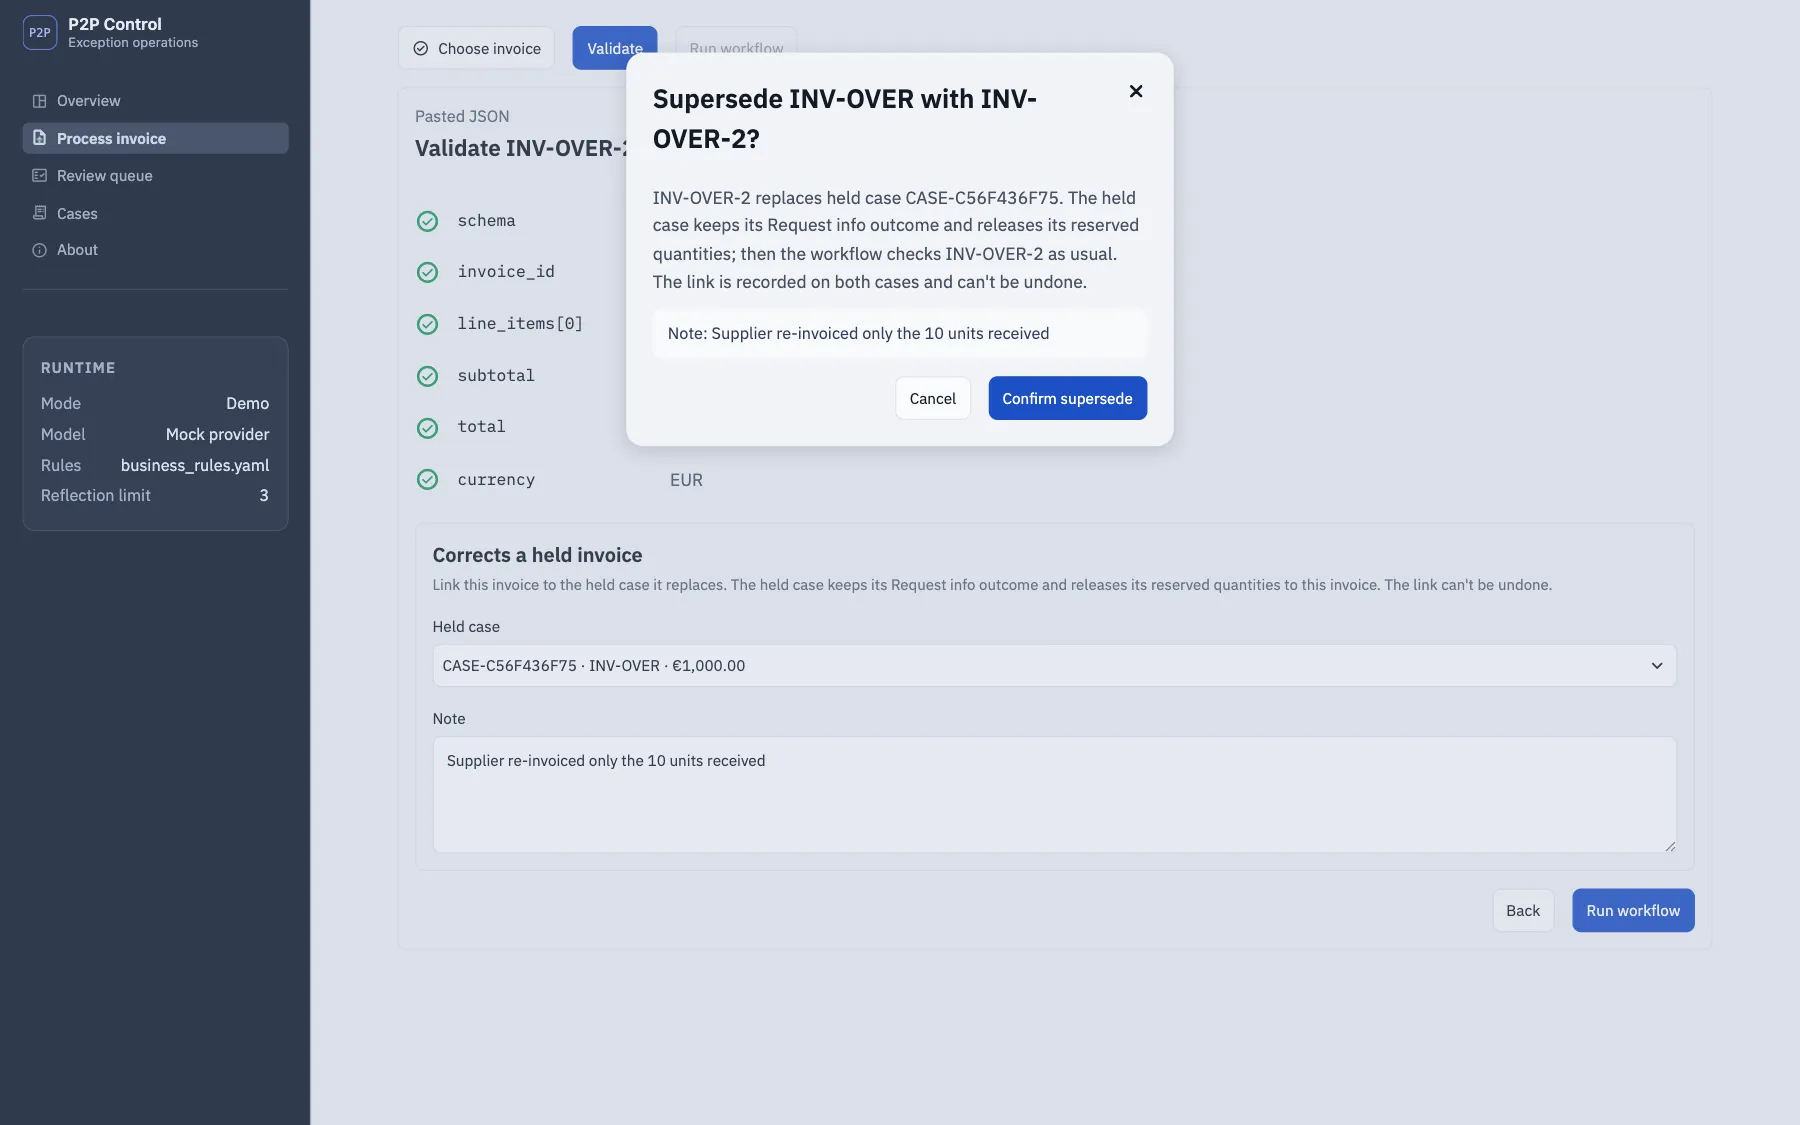 P2P
P2P Control
Exception operations
Overview
Process invoice
Review queue
Cases
About
RUNTIME
Mode Demo
Model Mock provider
Rules business_rules.yaml
Reflection limit 3
Choose invoice
Validate
Run workflow
Pasted JSON
Validate INV-OVER-2
schema
invoice_id
line_items[0]
subtotal
total
currency EUR
Supersede INV-OVER with INV-
OVER-2?
INV-OVER-2 replaces held case CASE-C56F436F75. The held
case keeps its Request info outcome and releases its reserved
quantities; then the workflow checks INV-OVER-2 as usual.
The link is recorded on both cases and can't be undone.
Note: Supplier re-invoiced only the 10 units received
Cancel
Confirm supersede
Corrects a held invoice
Link this invoice to the held case it replaces. The held case keeps its Request info outcome and releases its reserved quantities to this invoice. The link can't be undone.
Held case
CASE-C56F436F75 · INV-OVER · €1,000.00
Note
Supplier re-invoiced only the 10 units received
Back
Run workflow